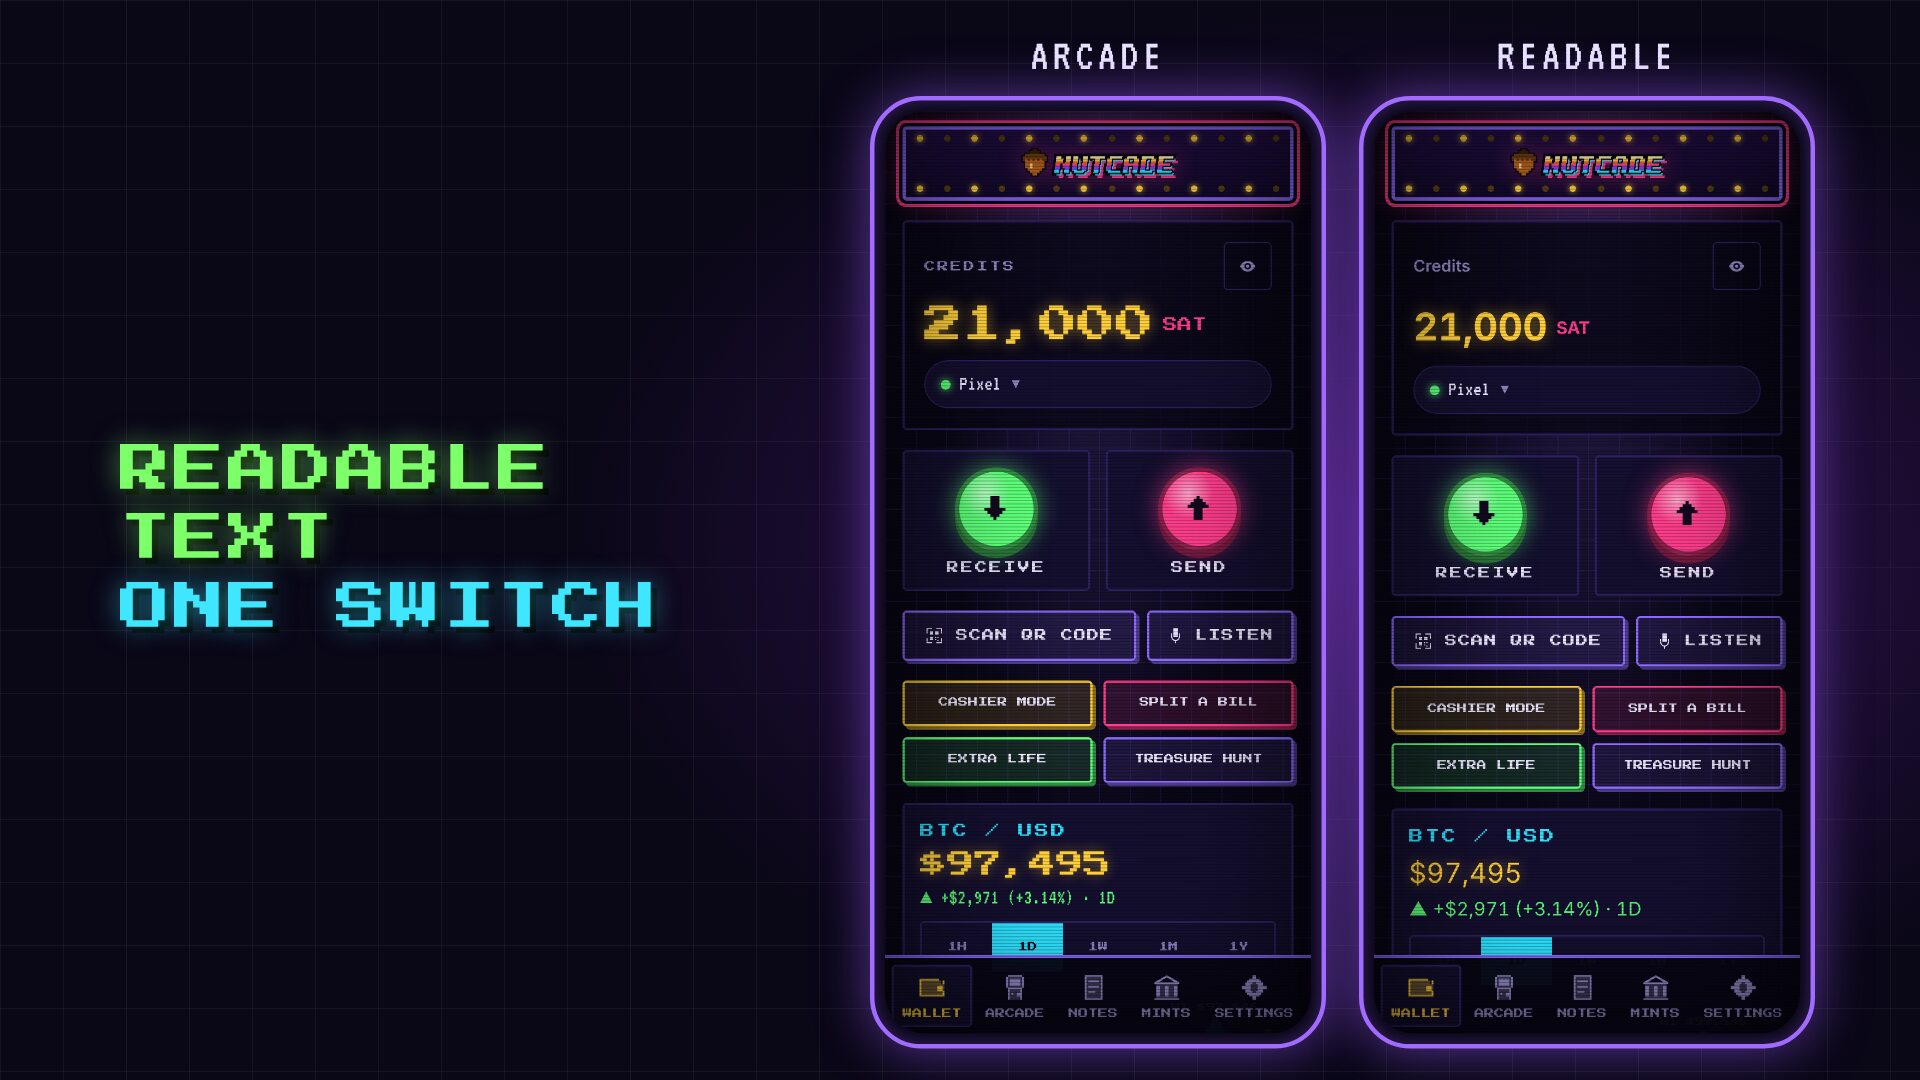 READABLE
TEXT
ONE SWITCH
ARCADE
NUTCADE
CREDITS
21,000 SAT
Pixel ▼
RECEIVE
SEND
SCAN QR CODE
LISTEN
CASHIER MODE
SPLIT A BILL
EXTRA LIFE
TREASURE HUNT
BTC / USD
$97,495
▲ +$2,971 (+3.14%) · 1D
1H 1D 1W 1M 1Y
WALLET ARCADE NOTES MINTS SETTINGS
READABLE
NUTCADE
Credits
21,000 SAT
Pixel ▼
RECEIVE
SEND
SCAN QR CODE
LISTEN
CASHIER MODE
SPLIT A BILL
EXTRA LIFE
TREASURE HUNT
BTC / USD
$97,495
▲ +$2,971 (+3.14%) · 1D
WALLET ARCADE NOTES MINTS SETTINGS